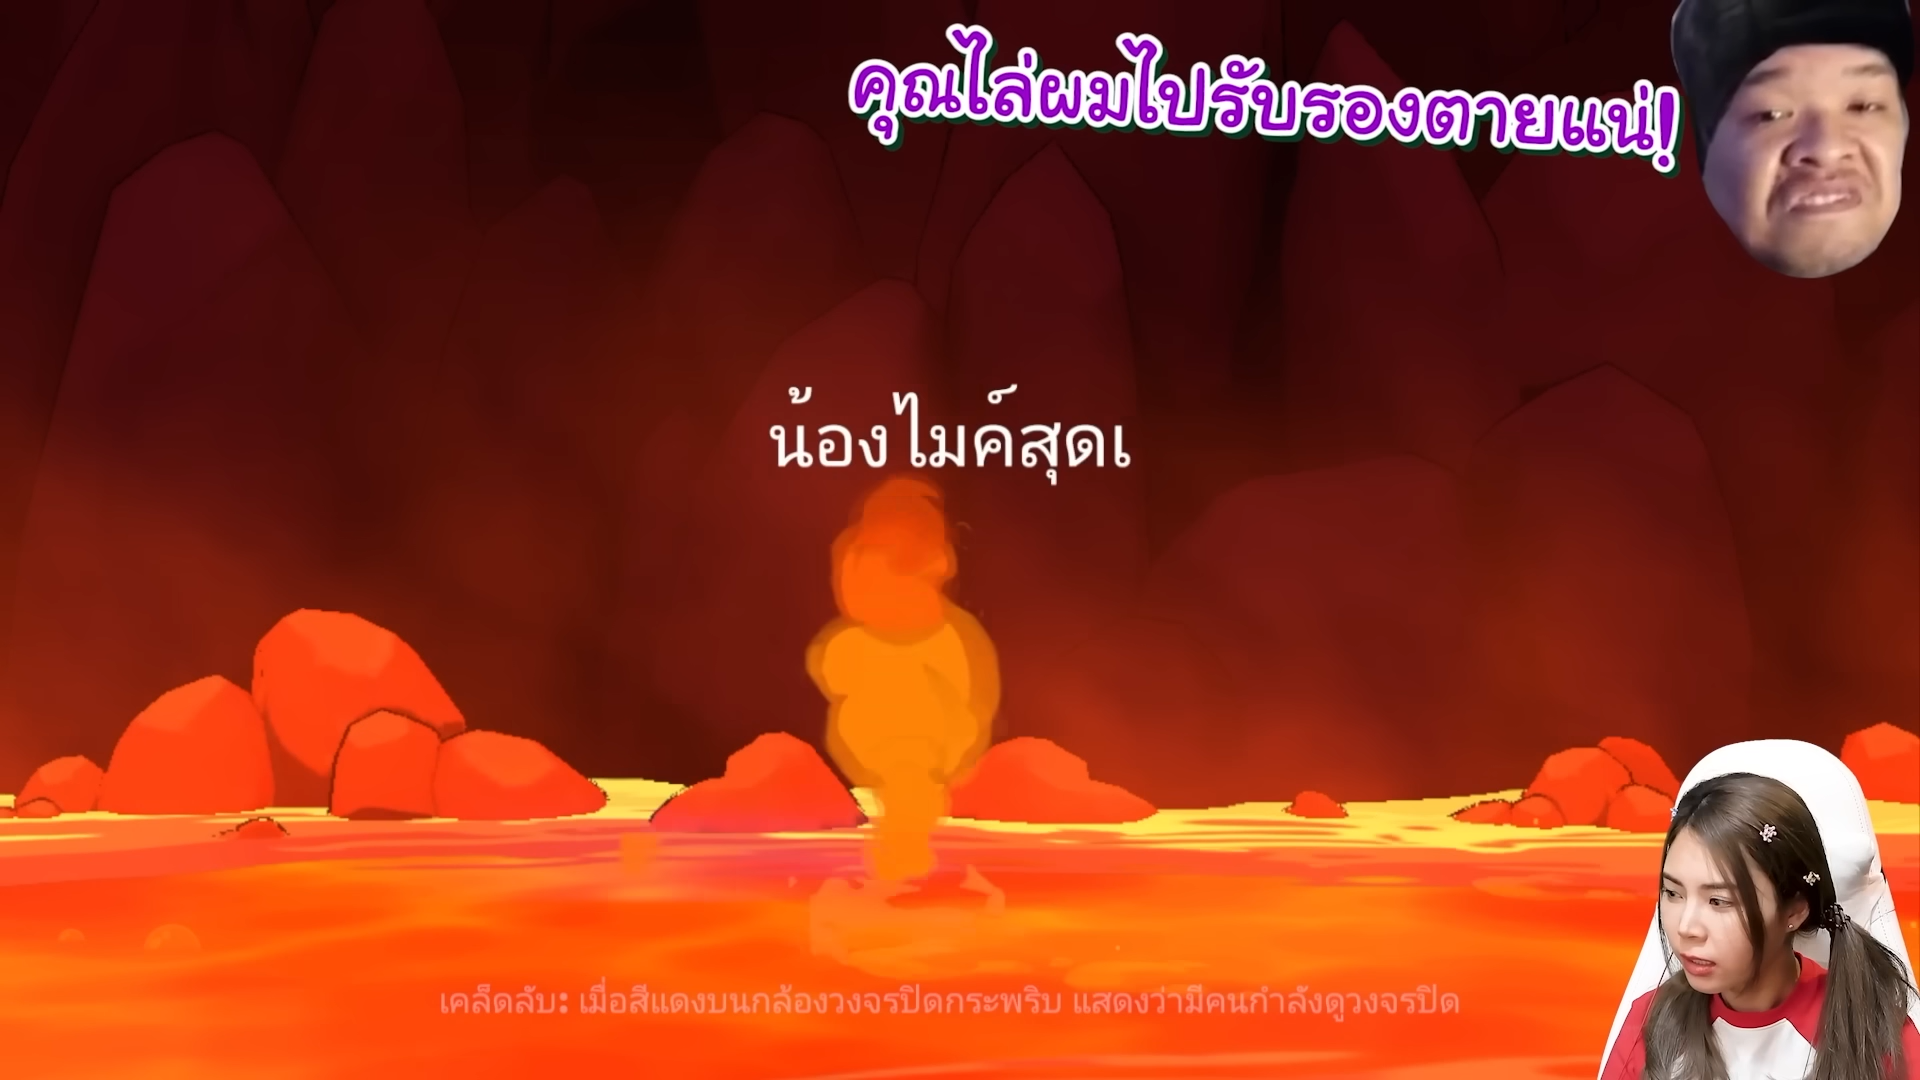 คุณไล่ผมไปรับรองตายแน่!
น้องไมค์สุดเ
เคล็ดลับ: เมื่อสีแดงบนกล้องวงจรปิดกระพริบ แสดงว่ามีคนกำลังดูวงจรปิด